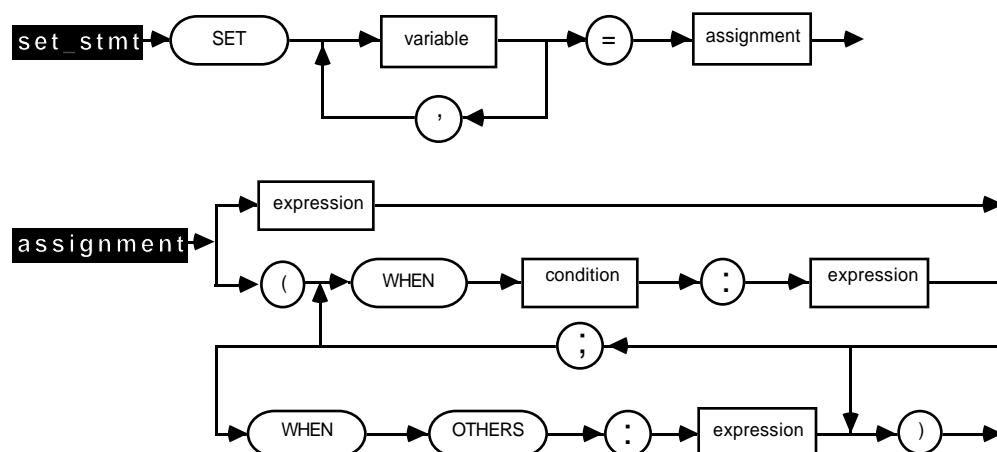 set_stmt SET variable = assignment
,
expression
assignment
( WHEN condition : expression
;
WHEN OTHERS : expression )